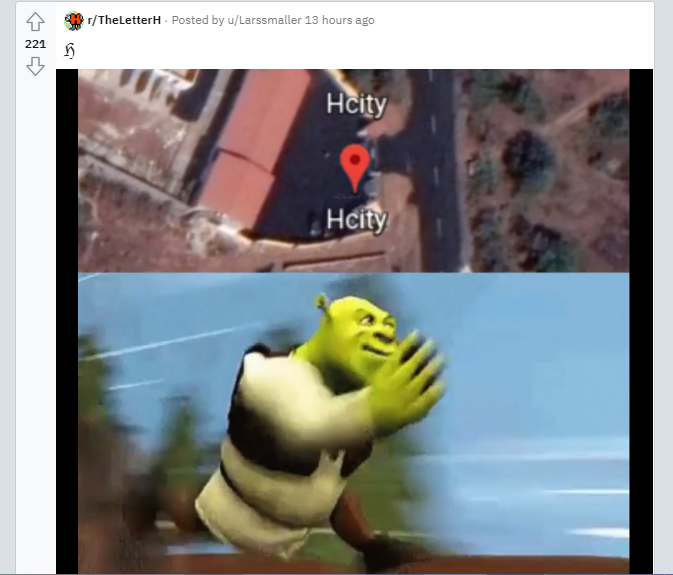 r/TheLetterH · Posted by u/Larssmaller 13 hours ago
221
ℌ
Hcity
Hcity